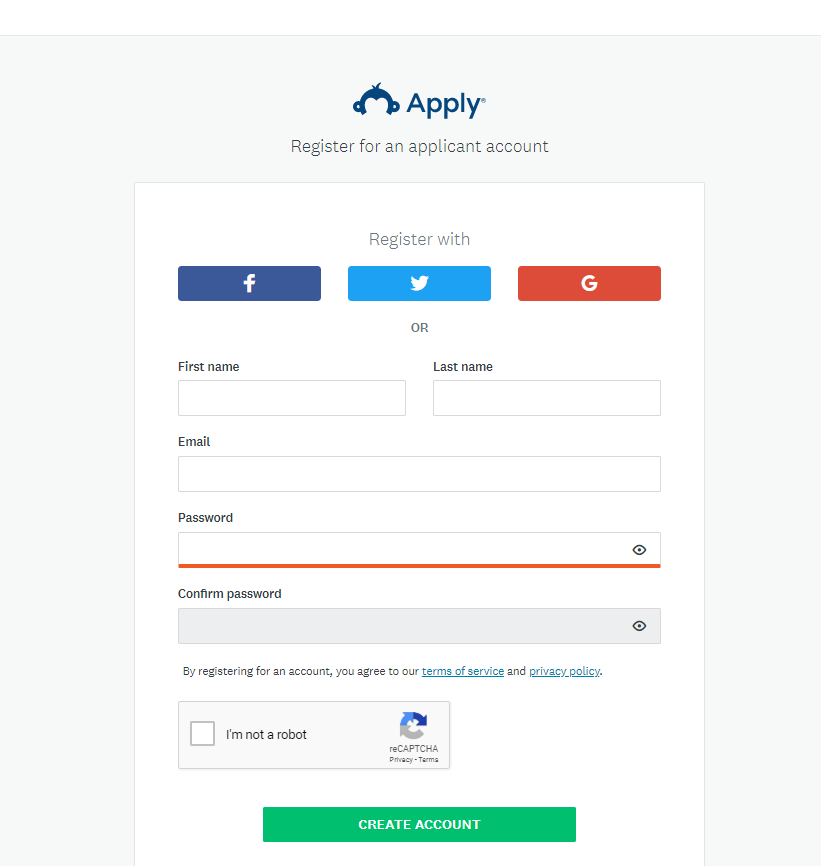 Apply®
Register for an applicant account
Register with
OR
First name Last name
Email
Password
Confirm password
By registering for an account, you agree to our terms of service and privacy policy.
I'm not a robot
reCAPTCHA
Privacy - Terms
CREATE ACCOUNT